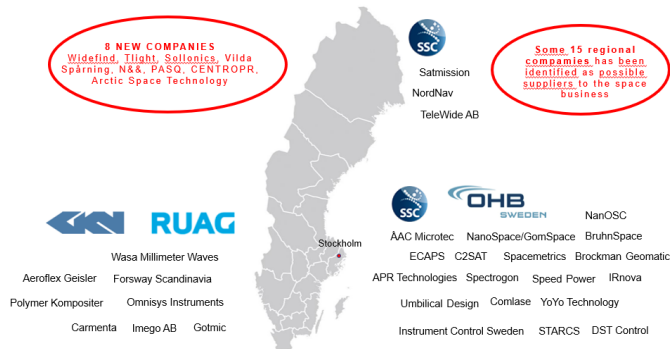 8 NEW COMPANIES
Widefind, Tlight, Sollonics, Vilda
Spårning, N&&, PASQ, CENTROPR,
Arctic Space Technology
SSC
Satmission
NordNav
TeleWide AB
Some 15 regional
companies has been
identified as possible
suppliers to the space
business
GKN
RUAG
Wasa Millimeter Waves
Aeroflex Geisler
Forsway Scandinavia
Polymer Kompositer
Omnisys Instruments
Carmenta
Imego AB
Gotmic
Stockholm
SSC
OHB
SWEDEN
NanOSC
ÅAC Microtec
NanoSpace/GomSpace
BruhnSpace
ECAPS
C2SAT
Spacemetrics
Brockman Geomatic
APR Technologies
Spectrogon
Speed Power
IRnova
Umbilical Design
Comlase
YoYo Technology
Instrument Control Sweden
STARCS
DST Control